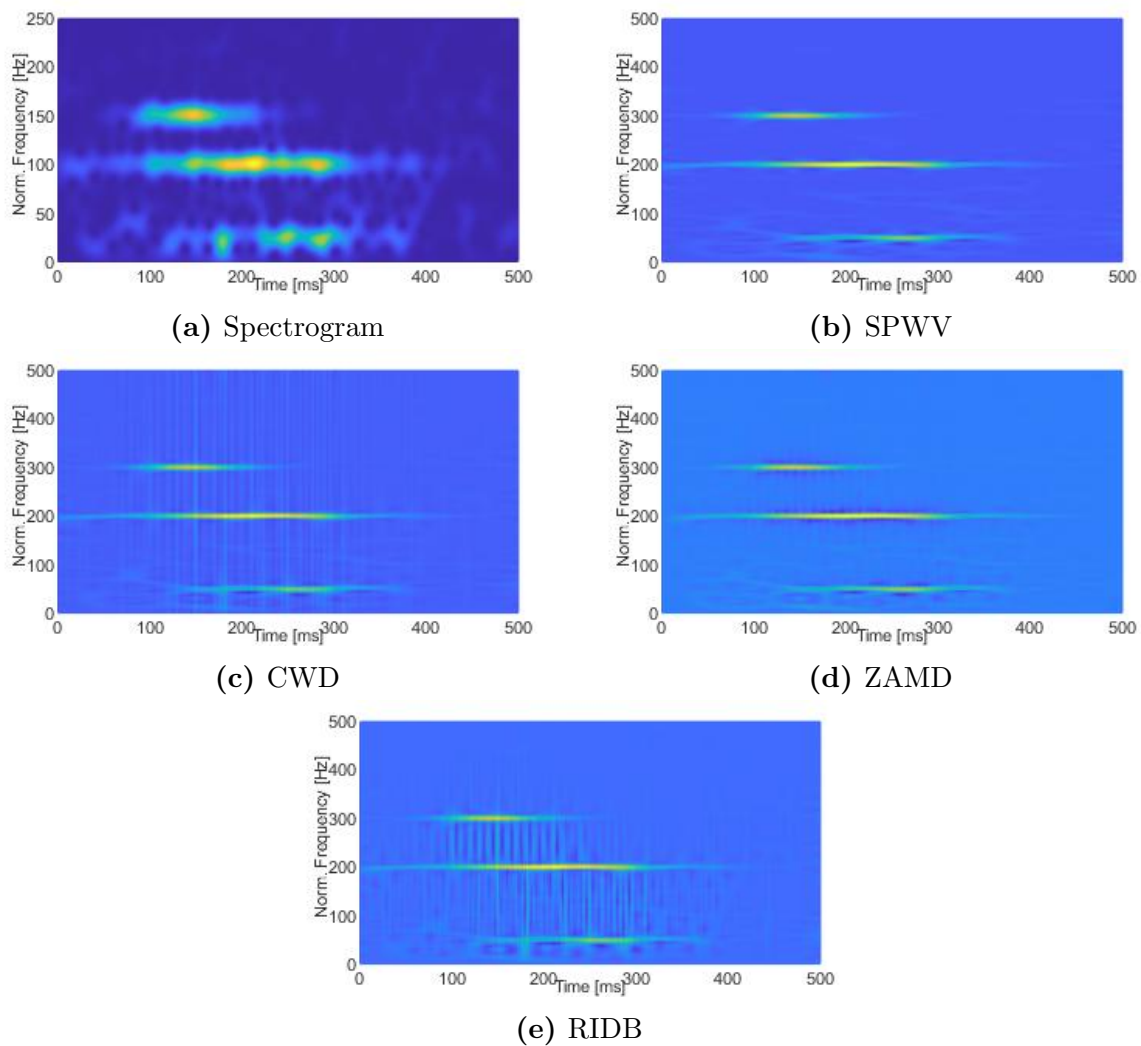 250
200
150
100
50
0
Norm. Frequency [Hz]
0 100 200 300 400 500
Time [ms]
(a) Spectrogram
500
400
300
200
100
0
Norm. Frequency [Hz]
0 100 200 300 400 500
Time [ms]
(b) SPWV
500
400
300
200
100
0
Norm. Frequency [Hz]
0 100 200 300 400 500
Time [ms]
(c) CWD
500
400
300
200
100
0
Norm. Frequency [Hz]
0 100 200 300 400 500
Time [ms]
(d) ZAMD
500
400
300
200
100
0
Norm. Frequency [Hz]
0 100 200 300 400 500
Time [ms]
(e) RIDB